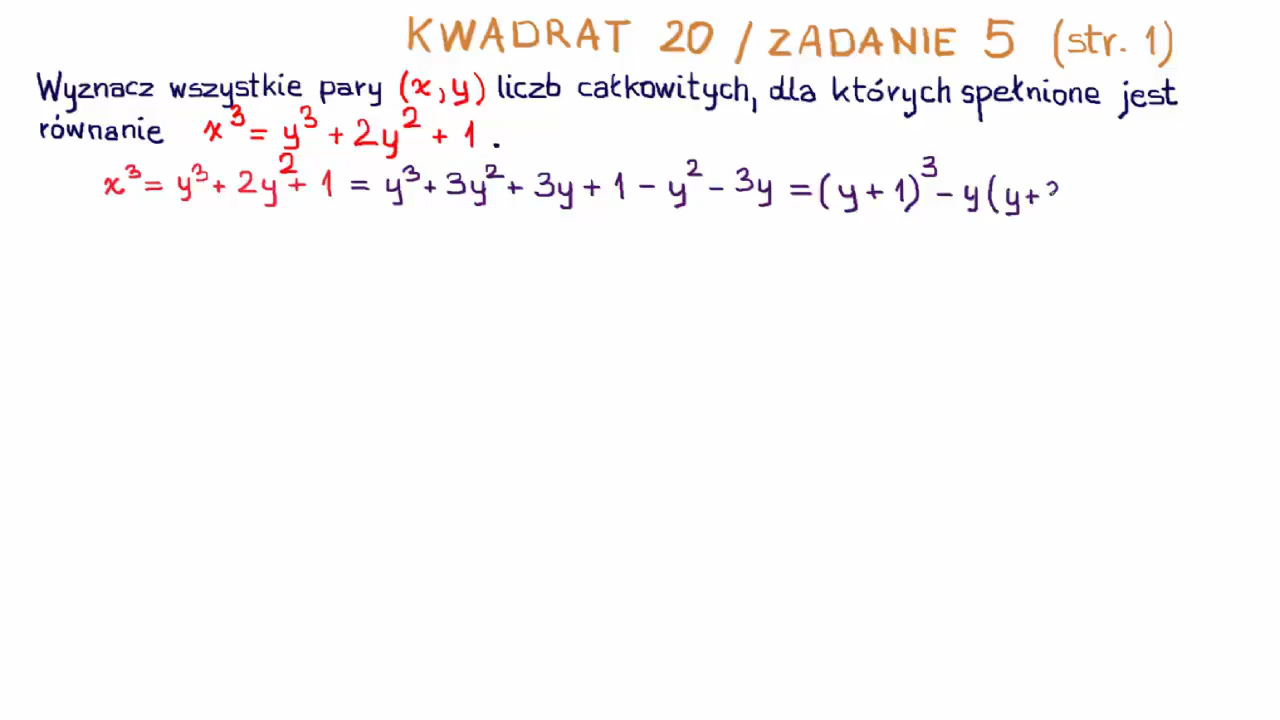 KWADRAT 20 / ZADANIE 5 (str. 1)
Wyznacz wszystkie pary (x, y) liczb całkowitych, dla których spełnione jest
równanie x³ = y³ + 2y² + 1 .
x³ = y³ + 2y² + 1 = y³ + 3y² + 3y + 1 − y² − 3y = (y + 1)³ − y(y +